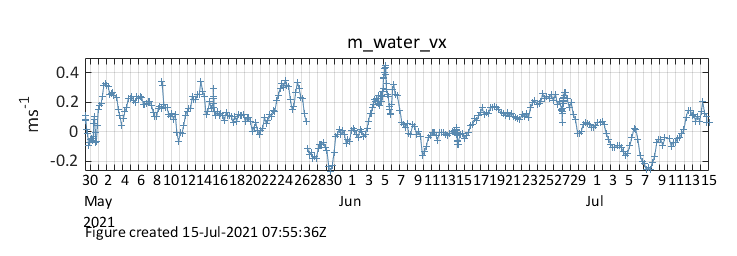 m_water_vx
0.4
0.2
0
-0.2
ms-1
30 2 4 6 8 10 12 14 16 18 20 22 24 26 28 30 1 3 5 7 9 11 13 15 17 19 21 23 25 27 29 1 3 5 7 9 11 13 15
May Jun Jul
2021
Figure created 15-Jul-2021 07:55:36Z